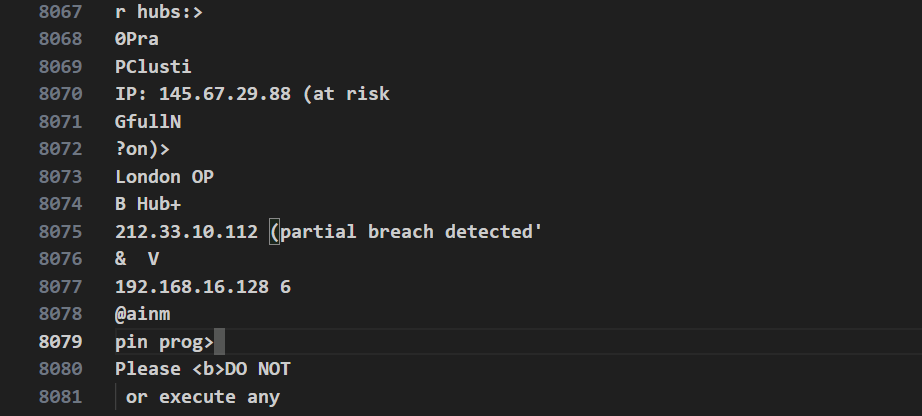 8067 r hubs:>
8068 0Pra
8069 PClusti
8070 IP: 145.67.29.88 (at risk
8071 GfullN
8072 ?on)>
8073 London OP
8074 B Hub+
8075 212.33.10.112 (partial breach detected'
8076 &  V
8077 192.168.16.128 6
8078 @ainm
8079 pin prog>
8080 Please <b>DO NOT
8081  or execute any